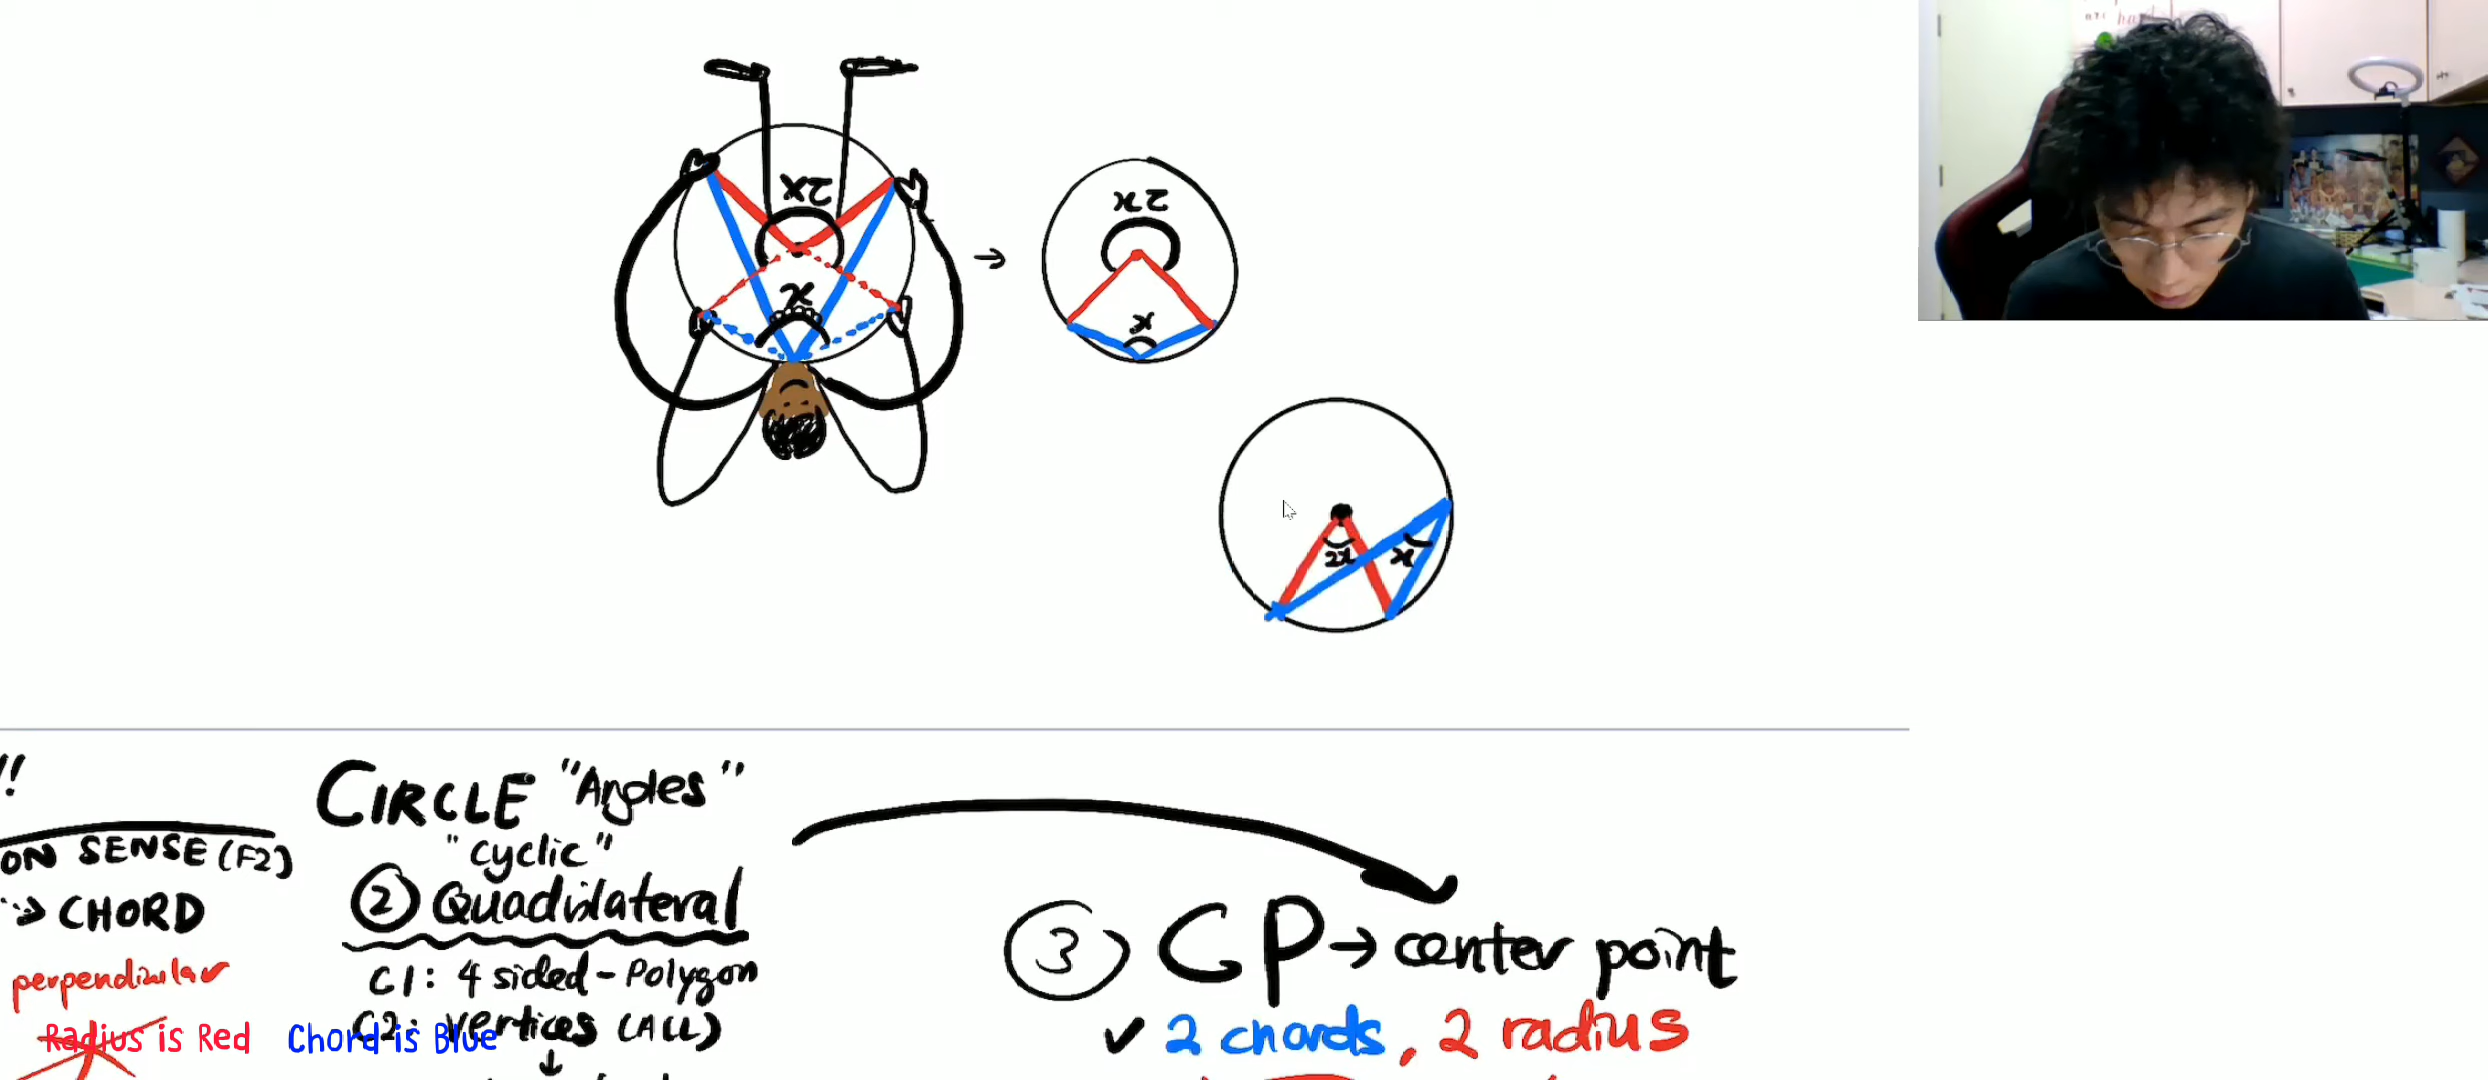 2x
x
→
2x
x
2x
x
!!
CIRCLE "Angles"
ON SENSE (F2)
"cyclic"
→ CHORD
② Quadrilateral
③ CP → center point
perpendicular
C1: 4 sided-Polygon
C2: vertices (ALL)
Radius is Red
Chord is Blue
✓ 2 chords, 2 radius
↓